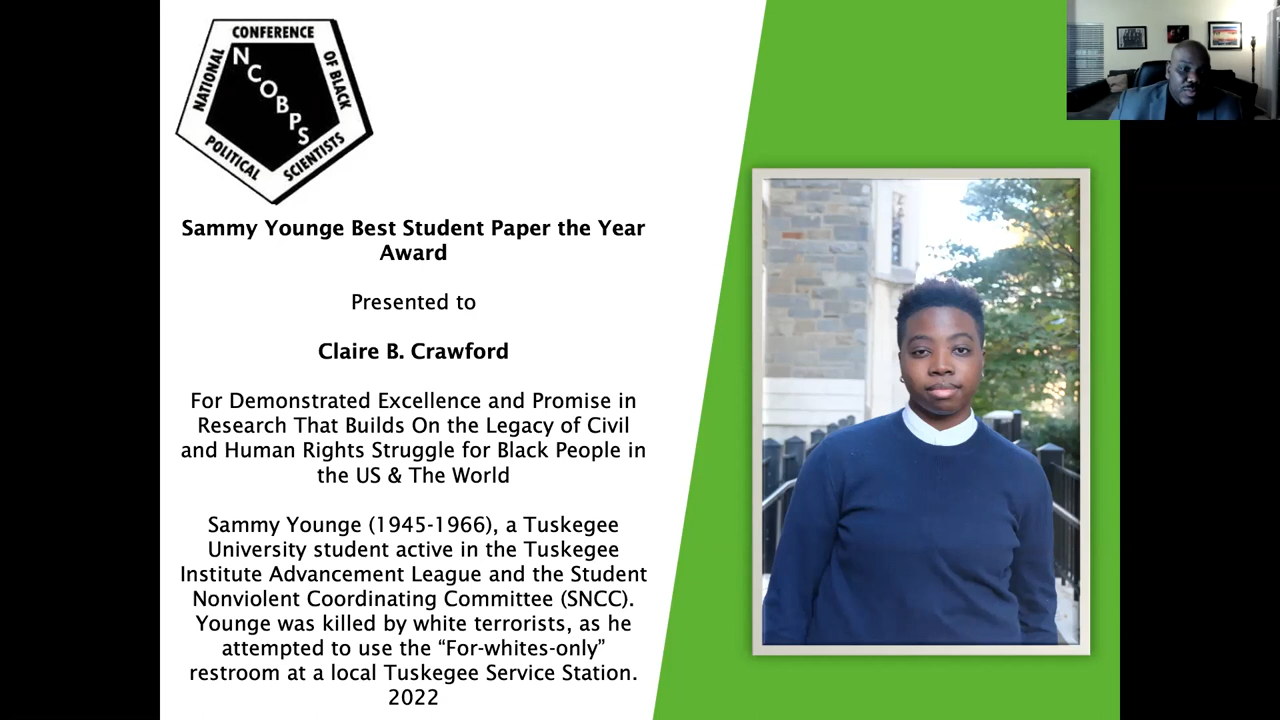 CONFERENCE
NATIONAL
OF BLACK
NCOBPS
POLITICAL
SCIENTISTS
Sammy Younge Best Student Paper the Year
Award
Presented to
Claire B. Crawford
For Demonstrated Excellence and Promise in
Research That Builds On the Legacy of Civil
and Human Rights Struggle for Black People in
the US & The World
Sammy Younge (1945-1966), a Tuskegee
University student active in the Tuskegee
Institute Advancement League and the Student
Nonviolent Coordinating Committee (SNCC).
Younge was killed by white terrorists, as he
attempted to use the “For-whites-only”
restroom at a local Tuskegee Service Station.
2022